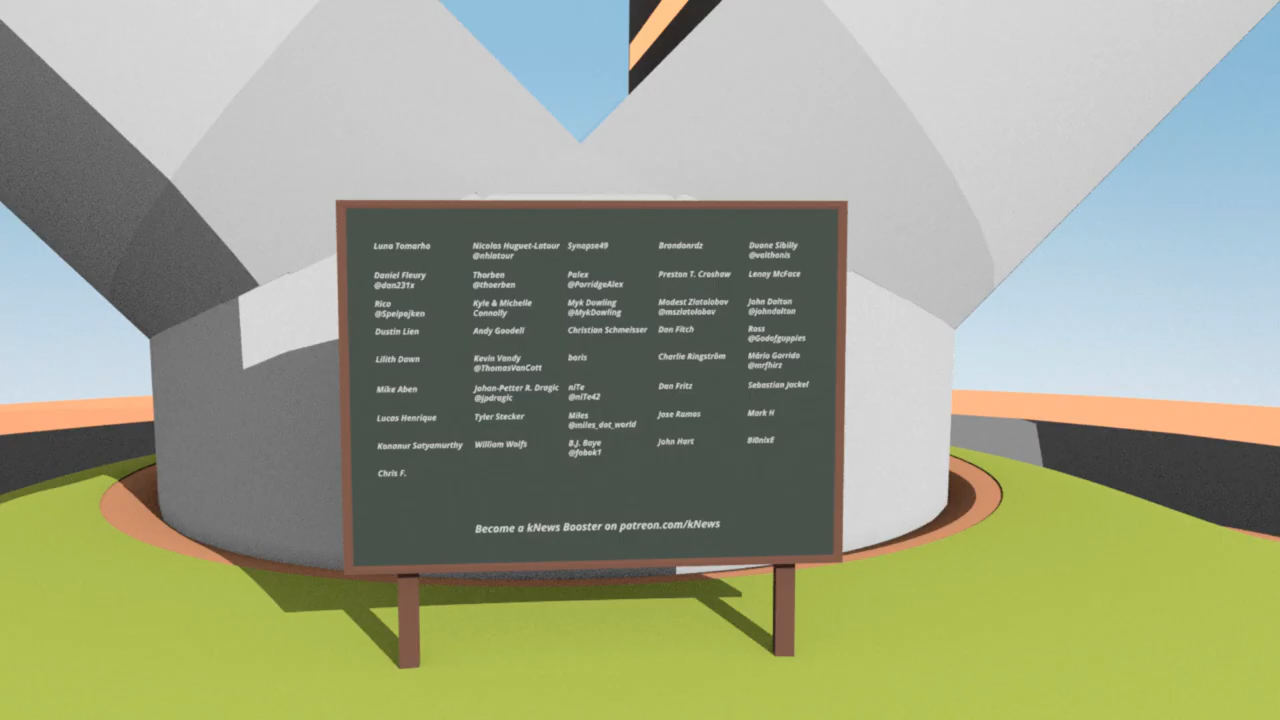 Luna Tamarho
Nicolas Huguet-Latour
@nhlatour
Synapse49
Brandonrdz
Duane Sibilly
@valthonis
Daniel Fleury
@dan231x
Thorben
@thoerben
Palex
@PorridgeAlex
Preston T. Croshaw
Lenny McFace
Rico
@Speipojken
Kyle & Michelle
Connolly
Myk Dowling
@MykDowling
Modest Zlatolobov
@mszlatolobov
John Dalton
@johndalton
Dustin Lien
Andy Goodell
Christian Schmeisser
Dan Fitch
Ross
@Godofguppies
Lilith Dawn
Kevin Vandy
@ThomasVanCott
boris
Charlie Ringström
Mário Garrido
@mrfhirz
Mike Aben
Johan-Petter R. Dragic
@jpdragic
niTe
@niTe42
Dan Fritz
Sebastian Jackel
Lucas Henrique
Tyler Stecker
Miles
@miles_dot_world
Jose Ramos
Mark H
Kananur Satyamurthy
William Wolfs
B.J. Baye
@fobok1
John Hart
Bi0nixE
Chris F.
Become a kNews Booster on patreon.com/kNews